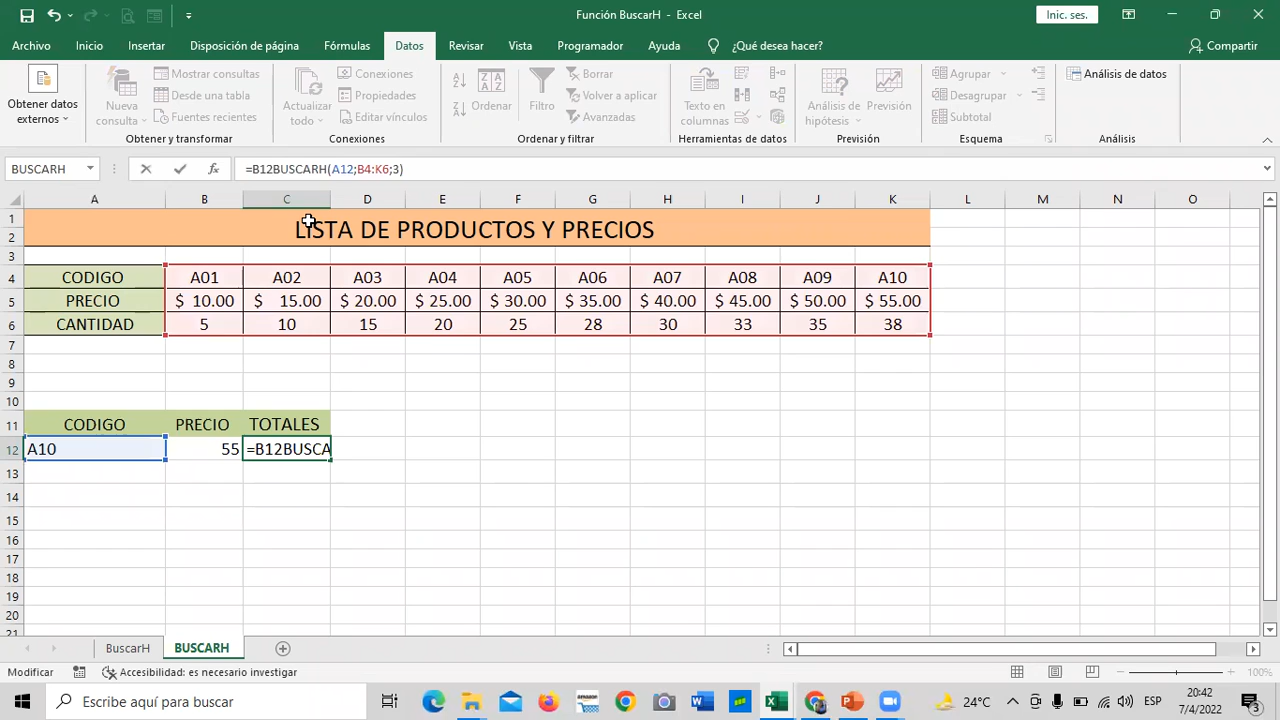 Función BuscarH - Excel
Inic. ses.
Archivo Inicio Insertar Disposición de página Fórmulas Datos Revisar Vista Programador Ayuda ¿Qué desea hacer? Compartir
Obtener datos externos
Nueva consulta
Mostrar consultas
Desde una tabla
Fuentes recientes
Actualizar todo
Conexiones
Propiedades
Editar vínculos
Ordenar
Filtro
Borrar
Volver a aplicar
Avanzadas
Texto en columnas
Análisis de hipótesis
Previsión
Agrupar
Desagrupar
Subtotal
Análisis de datos
Obtener y transformar Conexiones Ordenar y filtrar Herramientas de datos Previsión Esquema Análisis
BUSCARH fx =B12BUSCARH(A12;B4:K6;3)
A B C D E F G H I J K L M N O
1
LISTA DE PRODUCTOS Y PRECIOS
2
3
4 CODIGO A01 A02 A03 A04 A05 A06 A07 A08 A09 A10
5 PRECIO $ 10.00 $ 15.00 $ 20.00 $ 25.00 $ 30.00 $ 35.00 $ 40.00 $ 45.00 $ 50.00 $ 55.00
6 CANTIDAD 5 10 15 20 25 28 30 33 35 38
7
8
9
10
11 CODIGO PRECIO TOTALES
12 A10 55 =B12BUSCA
13
14
15
16
17
18
19
20
21
BuscarH BUSCARH
Modificar Accesibilidad: es necesario investigar 100%
Escribe aquí para buscar 24°C ESP 20:42
7/4/2022 3